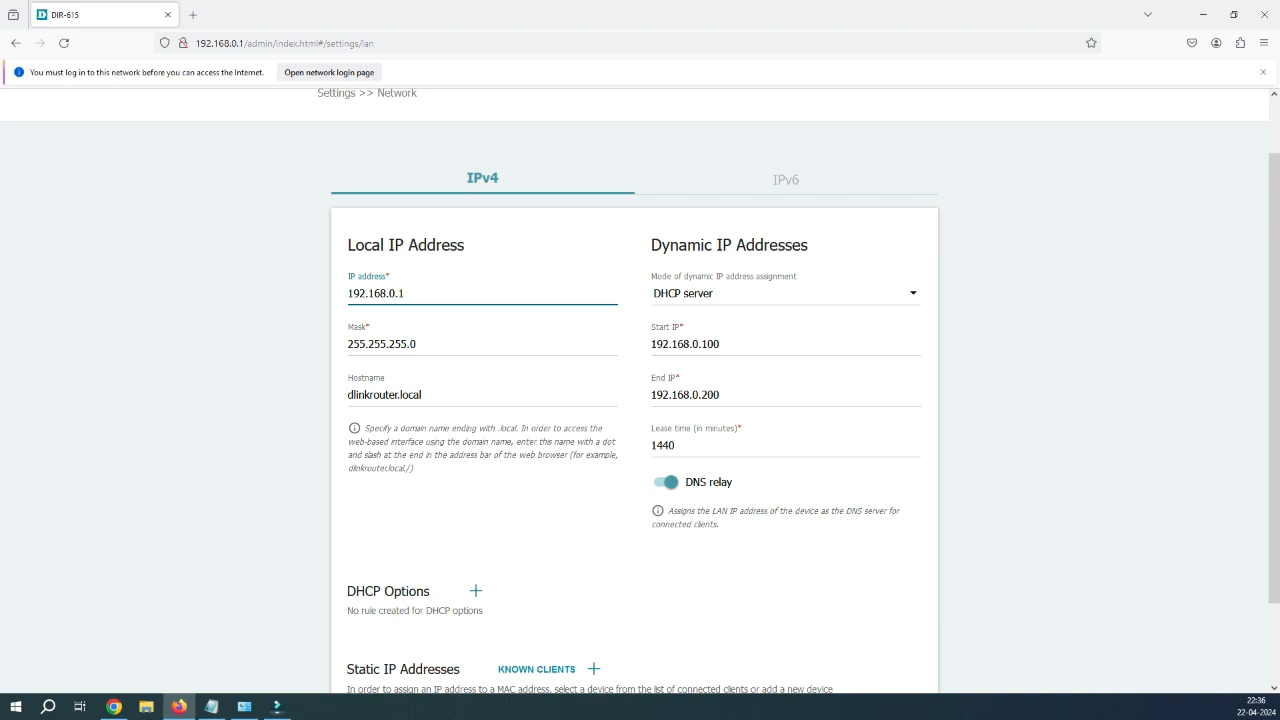 DIR-615
192.168.0.1/admin/index.html#/settings/lan
You must log in to this network before you can access the Internet.
Open network login page
Settings >> Network
IPv4
IPv6
Local IP Address
Dynamic IP Addresses
IP address*
192.168.0.1
Mode of dynamic IP address assignment
DHCP server
Mask*
255.255.255.0
Start IP*
192.168.0.100
Hostname
dlinkrouter.local
End IP*
192.168.0.200
Specify a domain name ending with .local. In order to access the
web-based interface using the domain name, enter this name with a dot
and slash at the end in the address bar of the web browser (for example,
dlinkrouter.local./)
Lease time (in minutes)*
1440
DNS relay
Assigns the LAN IP address of the device as the DNS server for
connected clients.
DHCP Options
No rule created for DHCP options
Static IP Addresses
KNOWN CLIENTS
In order to assign an IP address to a MAC address, select a device from the list of connected clients or add a new device
22:36
22-04-2024